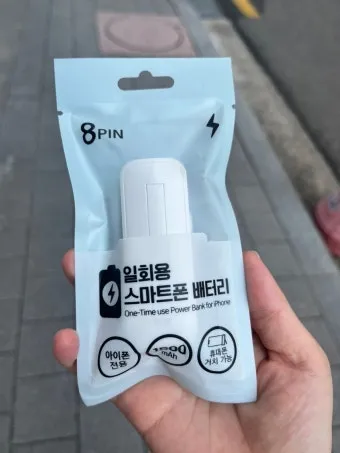 8PIN
일회용
스마트폰 배터리
One-Time use Power Bank for iPhone
아이폰
전용
mAh
휴대폰
거치 가능